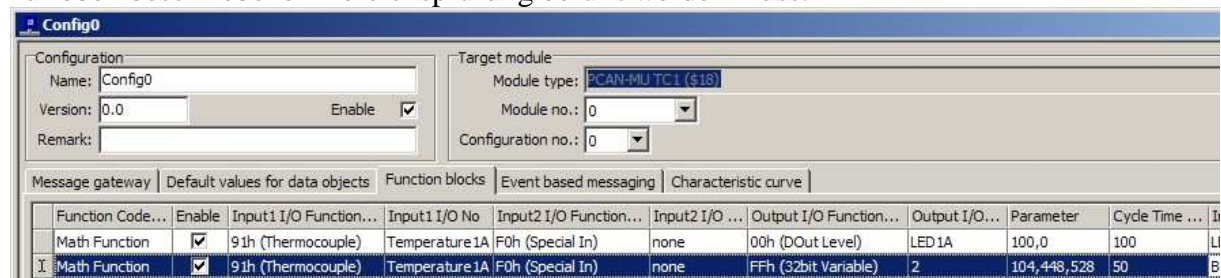 Config0
Configuration
Name: Config0
Version: 0.0 Enable
Remark:
Target module
Module type: PCAN-MU TC1 ($18)
Module no.: 0
Configuration no.: 0
Message gateway Default values for data objects Function blocks Event based messaging Characteristic curve
Function Code... Enable Input1 I/O Function... Input1 I/O No Input2 I/O Function... Input2 I/O ... Output I/O Function... Output I/O... Parameter Cycle Time ...
Math Function 91h (Thermocouple) Temperature 1A F0h (Special In) none 00h (DOut Level) LED 1A 100,0 100
I Math Function 91h (Thermocouple) Temperature 1A F0h (Special In) none FFh (32bit Variable) 2 104,448,528 50